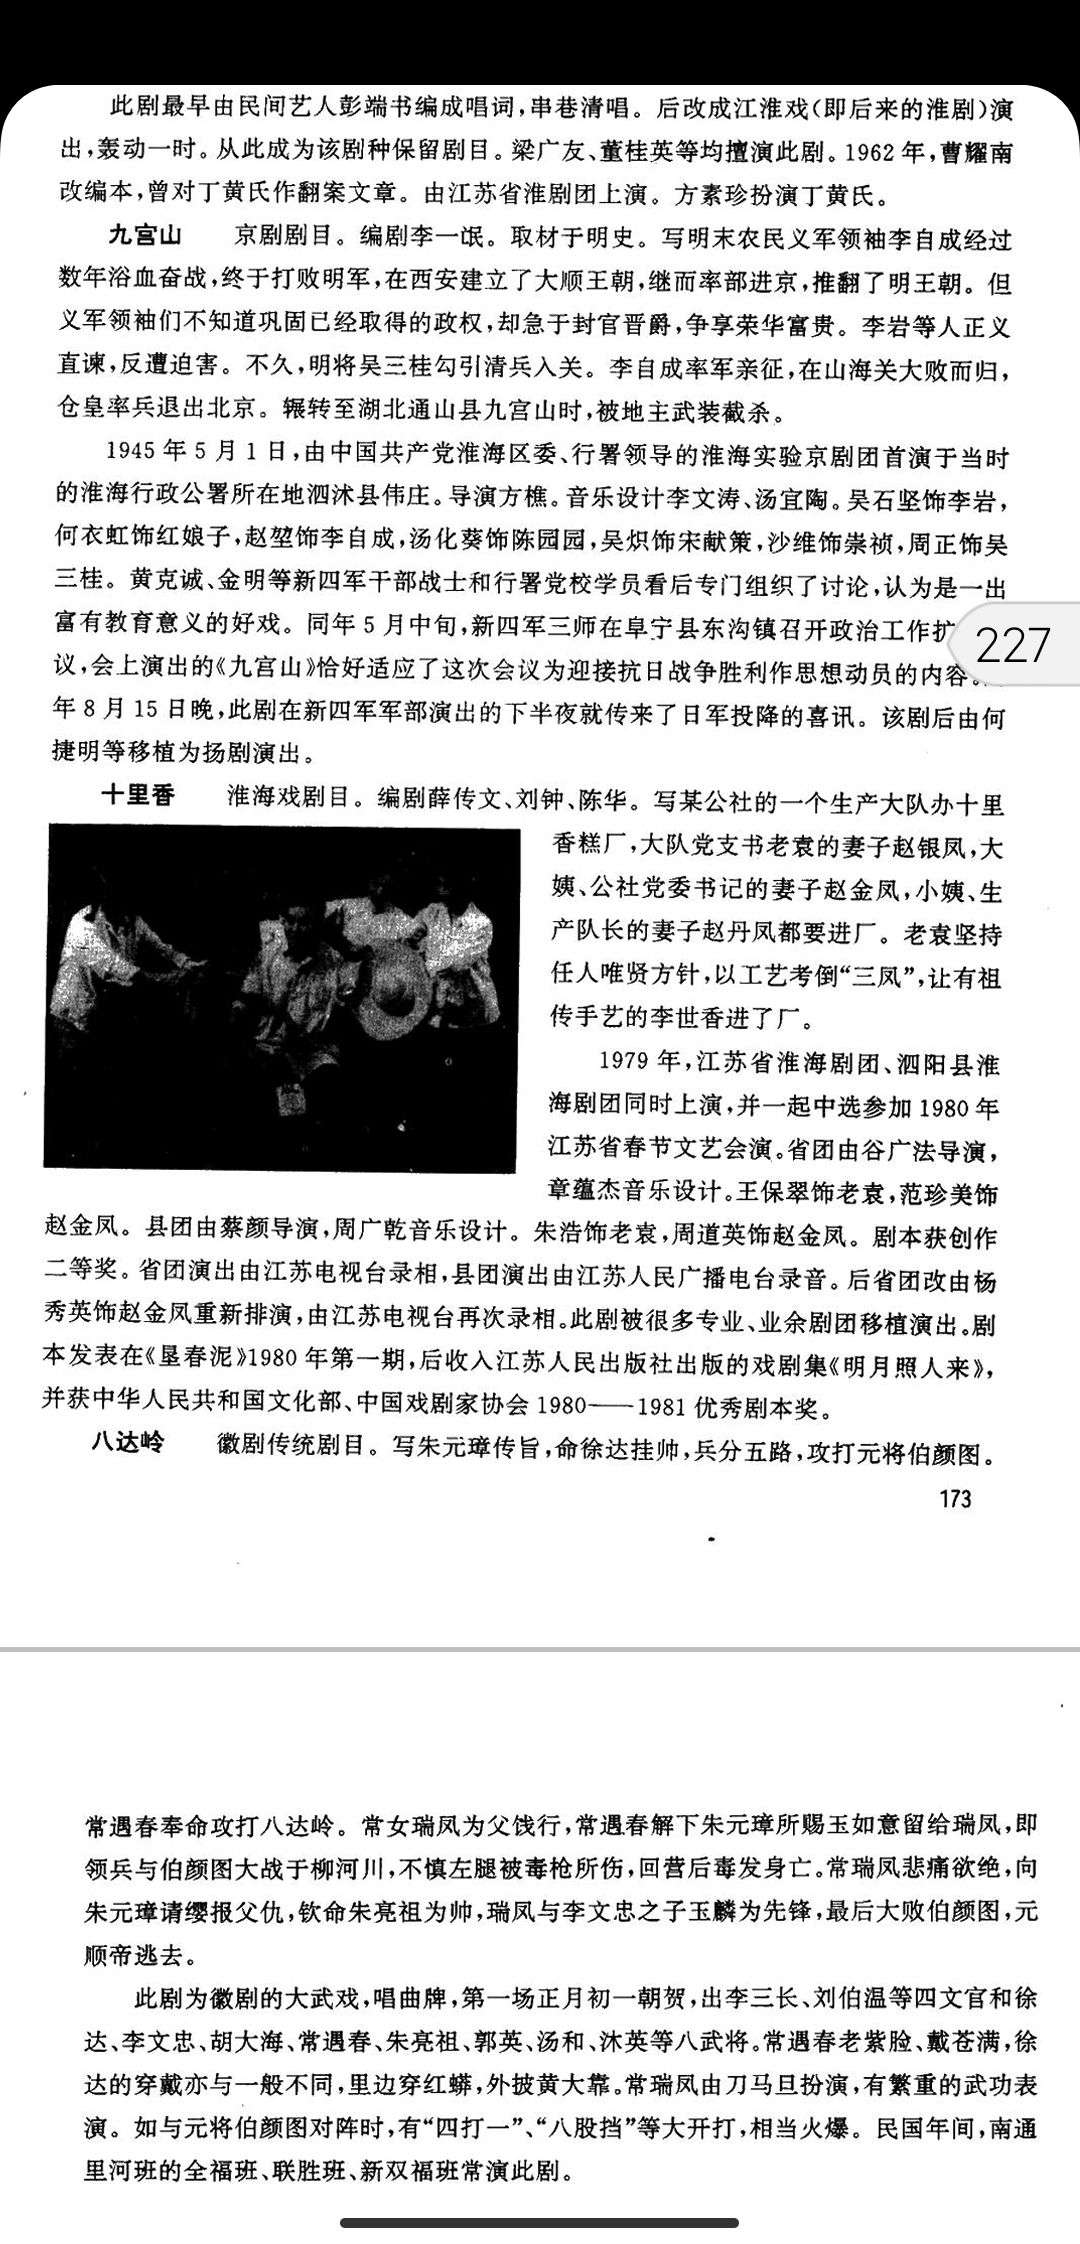 此剧最早由民间艺人彭端书编成唱词,串巷清唱。后改成江淮戏(即后来的淮剧)演
出,轰动一时。从此成为该剧种保留剧目。梁广友、董桂英等均擅演此剧。1962 年,曹耀南
改编本,曾对丁黄氏作翻案文章。由江苏省淮剧团上演。方素珍扮演丁黄氏。
九宫山 京剧剧目。编剧李一氓。取材于明史。写明末农民义军领袖李自成经过
数年浴血奋战,终于打败明军,在西安建立了大顺王朝,继而率部进京,推翻了明王朝。但
义军领袖们不知道巩固已经取得的政权,却急于封官晋爵,争享荣华富贵。李岩等人正义
直谏,反遭迫害。不久,明将吴三桂勾引清兵入关。李自成率军亲征,在山海关大败而归,
仓皇率兵退出北京。辗转至湖北通山县九宫山时,被地主武装截杀。
1945 年 5 月 1 日,由中国共产党淮海区委、行署领导的淮海实验京剧团首演于当时
的淮海行政公署所在地泗沭县伟庄。导演方樵。音乐设计李文涛、汤宜陶。吴石坚饰李岩,
何衣虹饰红娘子,赵堃饰李自成,汤化葵饰陈园园,吴炽饰宋献策,沙维饰崇祯,周正饰吴
三桂。黄克诚、金明等新四军干部战士和行署党校学员看后专门组织了讨论,认为是一出
富有教育意义的好戏。同年 5 月中旬,新四军三师在阜宁县东沟镇召开政治工作扩
227
议,会上演出的《九宫山》恰好适应了这次会议为迎接抗日战争胜利作思想动员的内容。
年 8 月 15 日晚,此剧在新四军军部演出的下半夜就传来了日军投降的喜讯。该剧后由何
捷明等移植为扬剧演出。
十里香 淮海戏剧目。编剧薛传文、刘钟、陈华。写某公社的一个生产大队办十里
香糕厂,大队党支书老袁的妻子赵银凤,大
姨、公社党委书记的妻子赵金凤,小姨、生
产队长的妻子赵丹凤都要进厂。老袁坚持
任人唯贤方针,以工艺考倒“三凤”,让有祖
传手艺的李世香进了厂。
1979 年,江苏省淮海剧团、泗阳县淮
海剧团同时上演,并一起中选参加 1980 年
江苏省春节文艺会演。省团由谷广法导演,
章蕴杰音乐设计。王保翠饰老袁,范珍美饰
赵金凤。县团由蔡颜导演,周广乾音乐设计。朱浩饰老袁,周道英饰赵金凤。剧本获创作
二等奖。省团演出由江苏电视台录相,县团演出由江苏人民广播电台录音。后省团改由杨
秀英饰赵金凤重新排演,由江苏电视台再次录相。此剧被很多专业、业余剧团移植演出。剧
本发表在《垦春泥》1980 年第一期,后收入江苏人民出版社出版的戏剧集《明月照人来》,
并获中华人民共和国文化部、中国戏剧家协会 1980——1981 优秀剧本奖。
八达岭 徽剧传统剧目。写朱元璋传旨,命徐达挂帅,兵分五路,攻打元将伯颜图。
173
常遇春奉命攻打八达岭。常女瑞凤为父饯行,常遇春解下朱元璋所赐玉如意留给瑞凤,即
领兵与伯颜图大战于柳河川,不慎左腿被毒枪所伤,回营后毒发身亡。常瑞凤悲痛欲绝,向
朱元璋请缨报父仇,钦命朱亮祖为帅,瑞凤与李文忠之子玉麟为先锋,最后大败伯颜图,元
顺帝逃去。
此剧为徽剧的大武戏,唱曲牌,第一场正月初一朝贺,出李三长、刘伯温等四文官和徐
达、李文忠、胡大海、常遇春、朱亮祖、郭英、汤和、沐英等八武将。常遇春老紫脸、戴苍满,徐
达的穿戴亦与一般不同,里边穿红蟒,外披黄大靠。常瑞凤由刀马旦扮演,有繁重的武功表
演。如与元将伯颜图对阵时,有“四打一”、“八股挡”等大开打,相当火爆。民国年间,南通
里河班的全福班、联胜班、新双福班常演此剧。